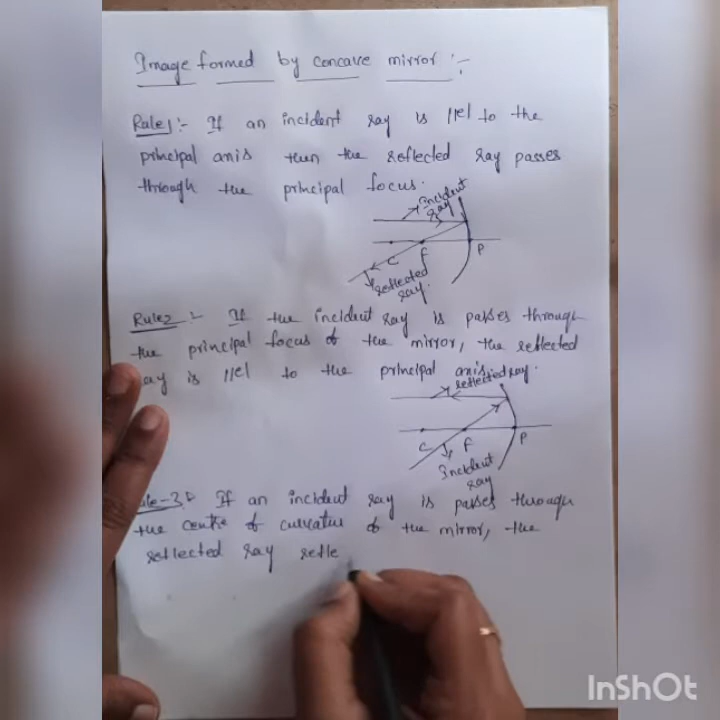 Image formed by concave mirror :-
Rule1 :- If an incident ray is ||el to the
principal axis then the reflected ray passes
through the principal focus.
Incident
ray
C F P
reflected
ray.
Rule2 :- If the incident ray is passes through
the principal focus of the mirror, the reflected
ray is ||el to the principal axis.
reflected ray.
C F P
Incident
ray
Rule-3 :- If an incident ray is passes through
the centre of curvature of the mirror, the
reflected ray refle
InShOt